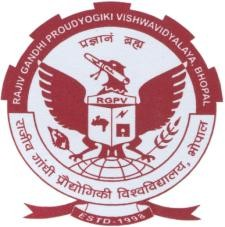 RAJIV GANDHI PROUDYOGIKI VISHWAVIDYALAYA, BHOPAL
प्रज्ञानं ब्रह्म
RGPV
राजीव गांधी प्रौद्योगिकी विश्वविद्यालय, भोपाल
ESTD-1998